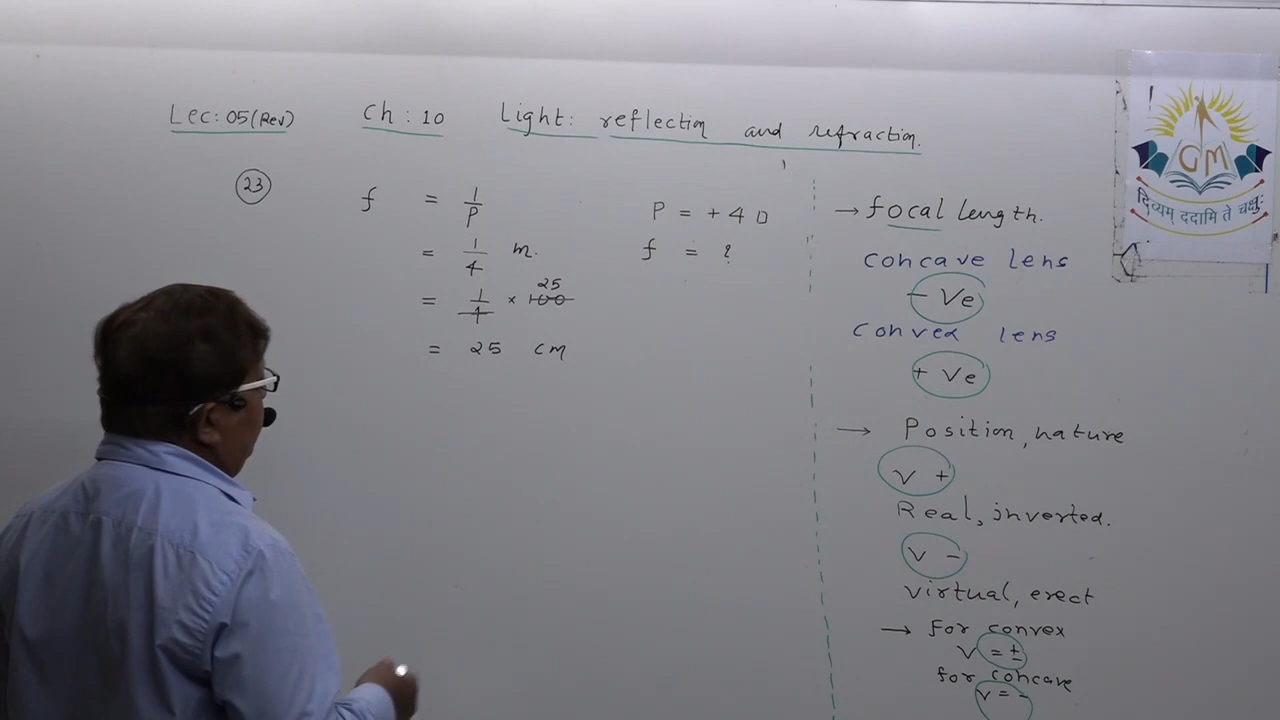 Lec: 05(Rev) Ch: 10 Light: reflection and refraction.
23
f = 1/P
= 1/4 m.
= 1/4 × 100 25
= 25 cm
P = + 4 D
f = ?
→ focal length.
concave lens
- Ve
convex lens
+ Ve
→ Position, nature
V +
Real, inverted.
V -
virtual, erect
→ for convex
V = ±
for concave
V = -
GM
दिव्यम् ददामि ते चक्षुः